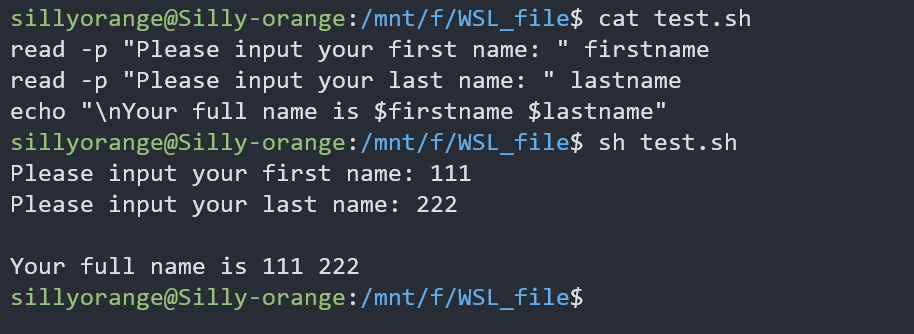 sillyorange@Silly-orange:/mnt/f/WSL_file$ cat test.sh
read -p "Please input your first name: " firstname
read -p "Please input your last name: " lastname
echo "\nYour full name is $firstname $lastname"
sillyorange@Silly-orange:/mnt/f/WSL_file$ sh test.sh
Please input your first name: 111
Please input your last name: 222

Your full name is 111 222
sillyorange@Silly-orange:/mnt/f/WSL_file$